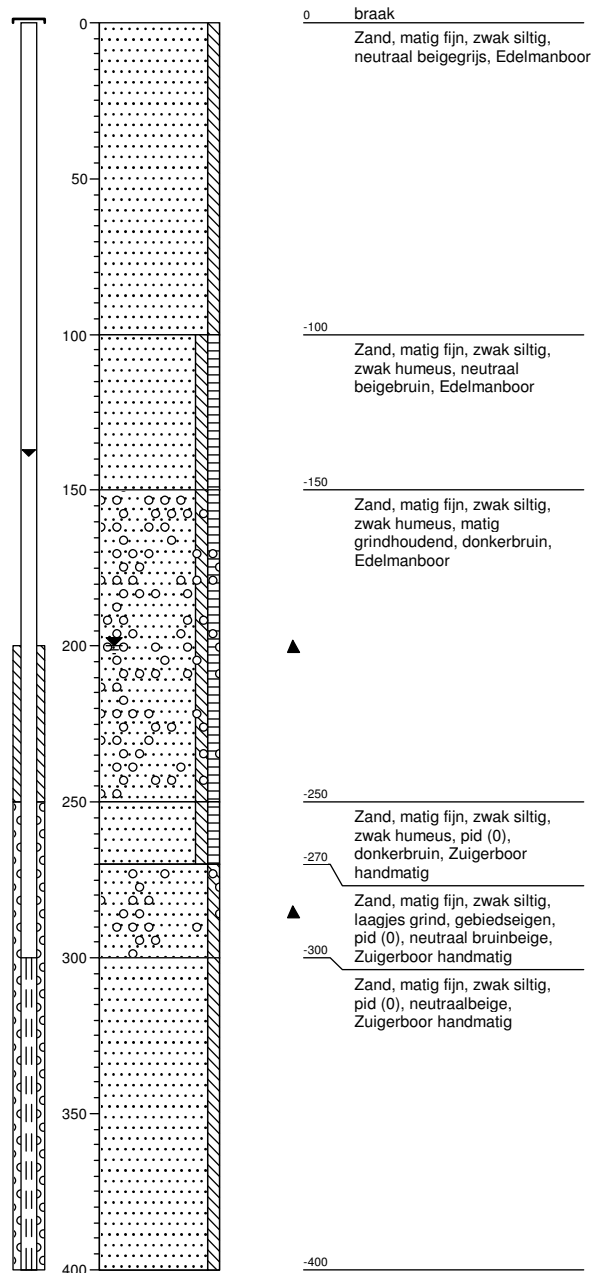 0
50
100
150
200
250
300
350
400
0 braak
Zand, matig fijn, zwak siltig,
neutraal beigegrijs, Edelmanboor
-100
Zand, matig fijn, zwak siltig,
zwak humeus, neutraal
beigebruin, Edelmanboor
-150
Zand, matig fijn, zwak siltig,
zwak humeus, matig
grindhoudend, donkerbruin,
Edelmanboor
-250
Zand, matig fijn, zwak siltig,
zwak humeus, pid (0),
donkerbruin, Zuigerboor
handmatig
-270
Zand, matig fijn, zwak siltig,
laagjes grind, gebiedseigen,
pid (0), neutraal bruinbeige,
Zuigerboor handmatig
-300
Zand, matig fijn, zwak siltig,
pid (0), neutraalbeige,
Zuigerboor handmatig
-400